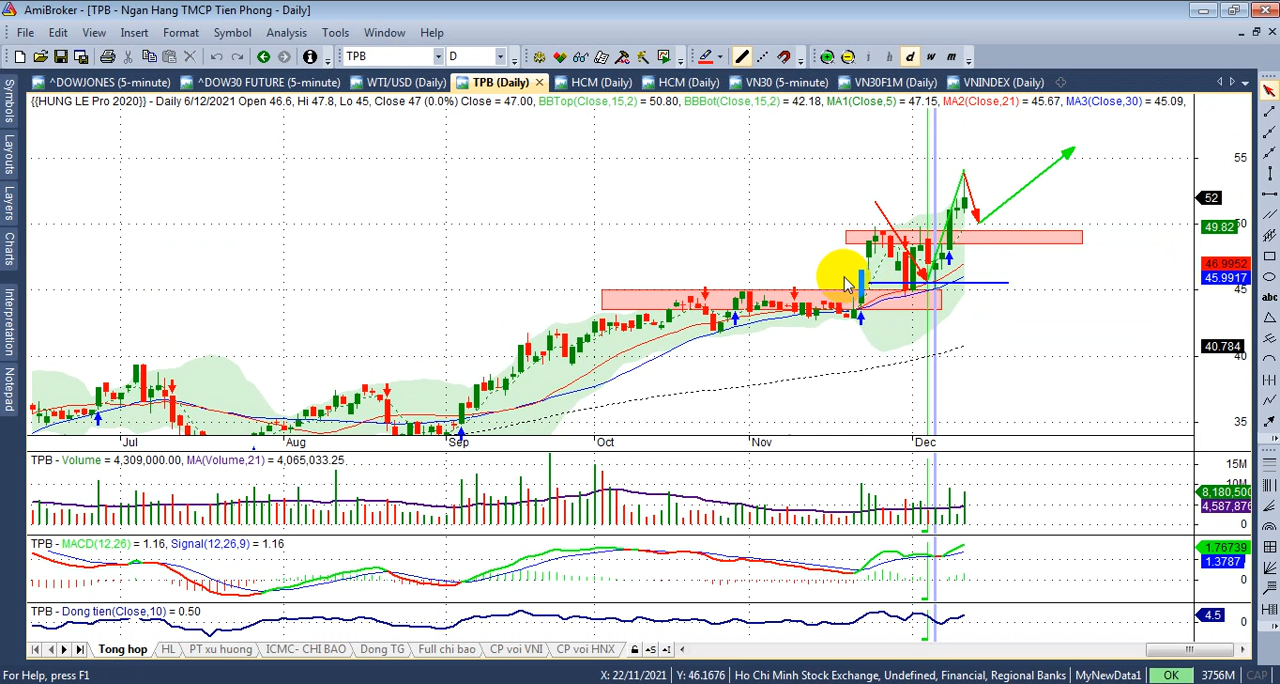 AmiBroker - [TPB - Ngan Hang TMCP Tien Phong - Daily]
File Edit View Insert Format Symbol Analysis Tools Window Help
TPB D i h d w m
^DOWJONES (5-minute) ^DOW30 FUTURE (5-minute) WTI/USD (Daily) TPB (Daily) HCM (Daily) HCM (Daily) VN30 (5-minute) VN30F1M (Daily) VNINDEX (Daily)
Symbols
Layouts
Layers
Charts
Interpretation
Notepad
{{HUNG LE Pro 2020}} - Daily 6/12/2021 Open 46.6, Hi 47.8, Lo 45, Close 47 (0.0%) Close = 47.00, BBTop(Close,15,2) = 50.80, BBBot(Close,15,2) = 42.18, MA1(Close,5) = 47.15, MA2(Close,21) = 45.67, MA3(Close,30) = 45.09,
55
52
50
49.82
46.9952
45.9917
45
40.784
40
35
Jul Aug Sep Oct Nov Dec
TPB - Volume = 4,309,000.00, MA(Volume,21) = 4,065,033.25
15M
10M
8,180,500
4,587,876
0
TPB - MACD(12,26) = 1.16, Signal(12,26,9) = 1.16
1.76739
1.3787
0
TPB - Dong tien(Close,10) = 0.50
4.5
0
abc
Tong hop HL PT xu huong ICMC- CHI BAO Dong TG Full chi bao CP voi VNI CP voi HNX
For Help, press F1 X: 22/11/2021 Y: 46.1676 Ho Chi Minh Stock Exchange, Undefined, Financial, Regional Banks MyNewData1 OK 3756M CAP